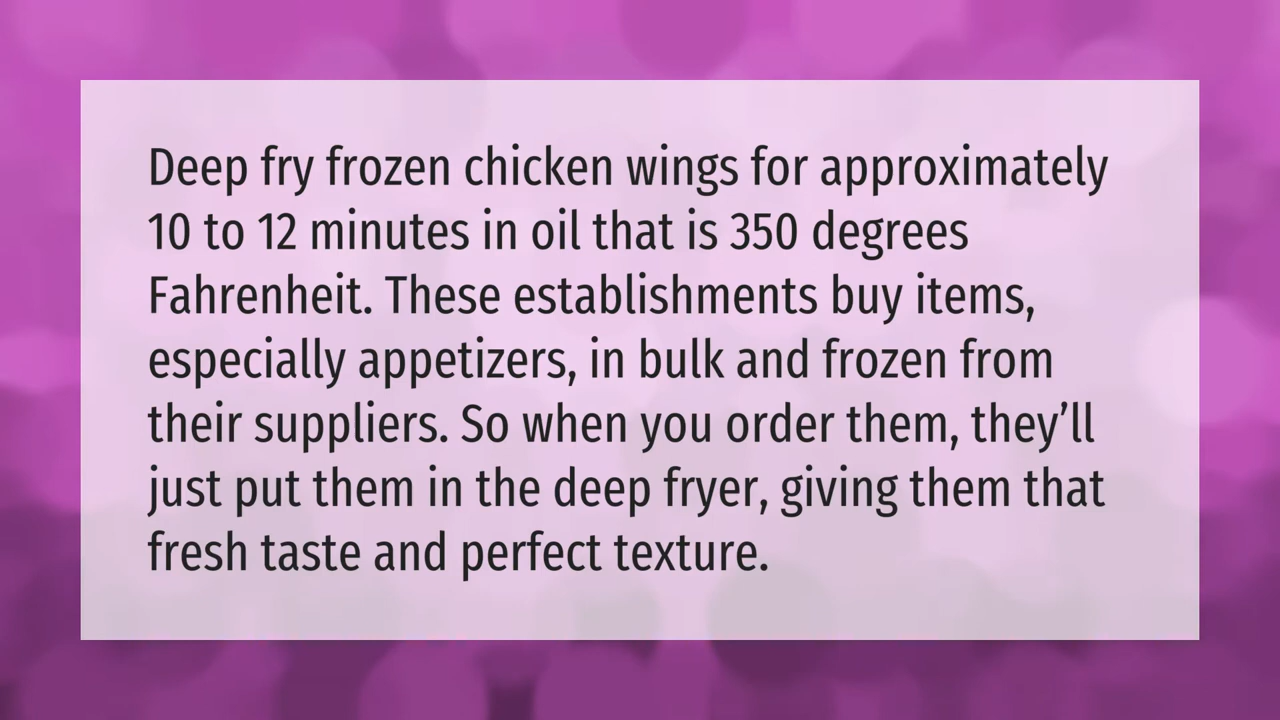 Deep fry frozen chicken wings for approximately
10 to 12 minutes in oil that is 350 degrees
Fahrenheit. These establishments buy items,
especially appetizers, in bulk and frozen from
their suppliers. So when you order them, they’ll
just put them in the deep fryer, giving them that
fresh taste and perfect texture.